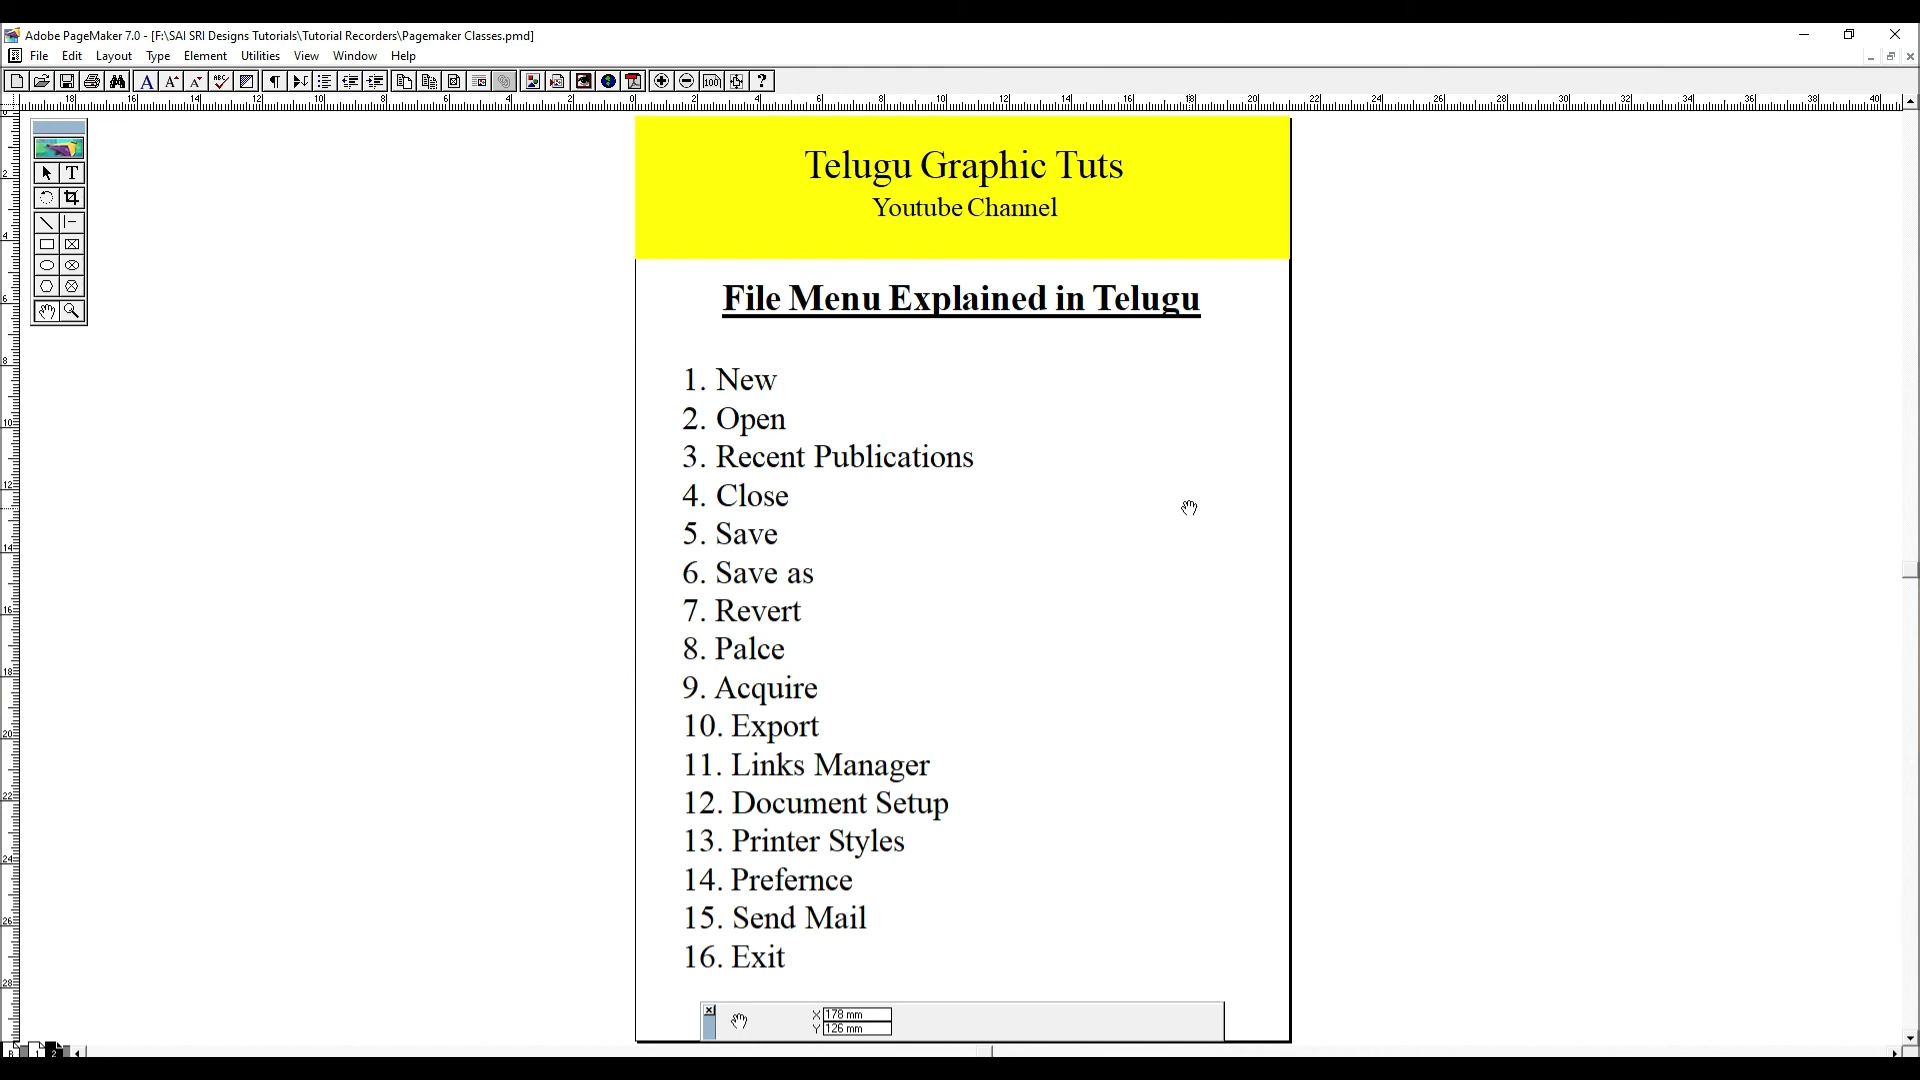 Adobe PageMaker 7.0 - [F:\SAI SRI Designs Tutorials\Tutorial Recorders\Pagemaker Classes.pmd]
File Edit Layout Type Element Utilities View Window Help
Telugu Graphic Tuts
Youtube Channel
File Menu Explained in Telugu
1. New
2. Open
3. Recent Publications
4. Close
5. Save
6. Save as
7. Revert
8. Palce
9. Acquire
10. Export
11. Links Manager
12. Document Setup
13. Printer Styles
14. Prefernce
15. Send Mail
16. Exit
X 178 mm
Y 126 mm